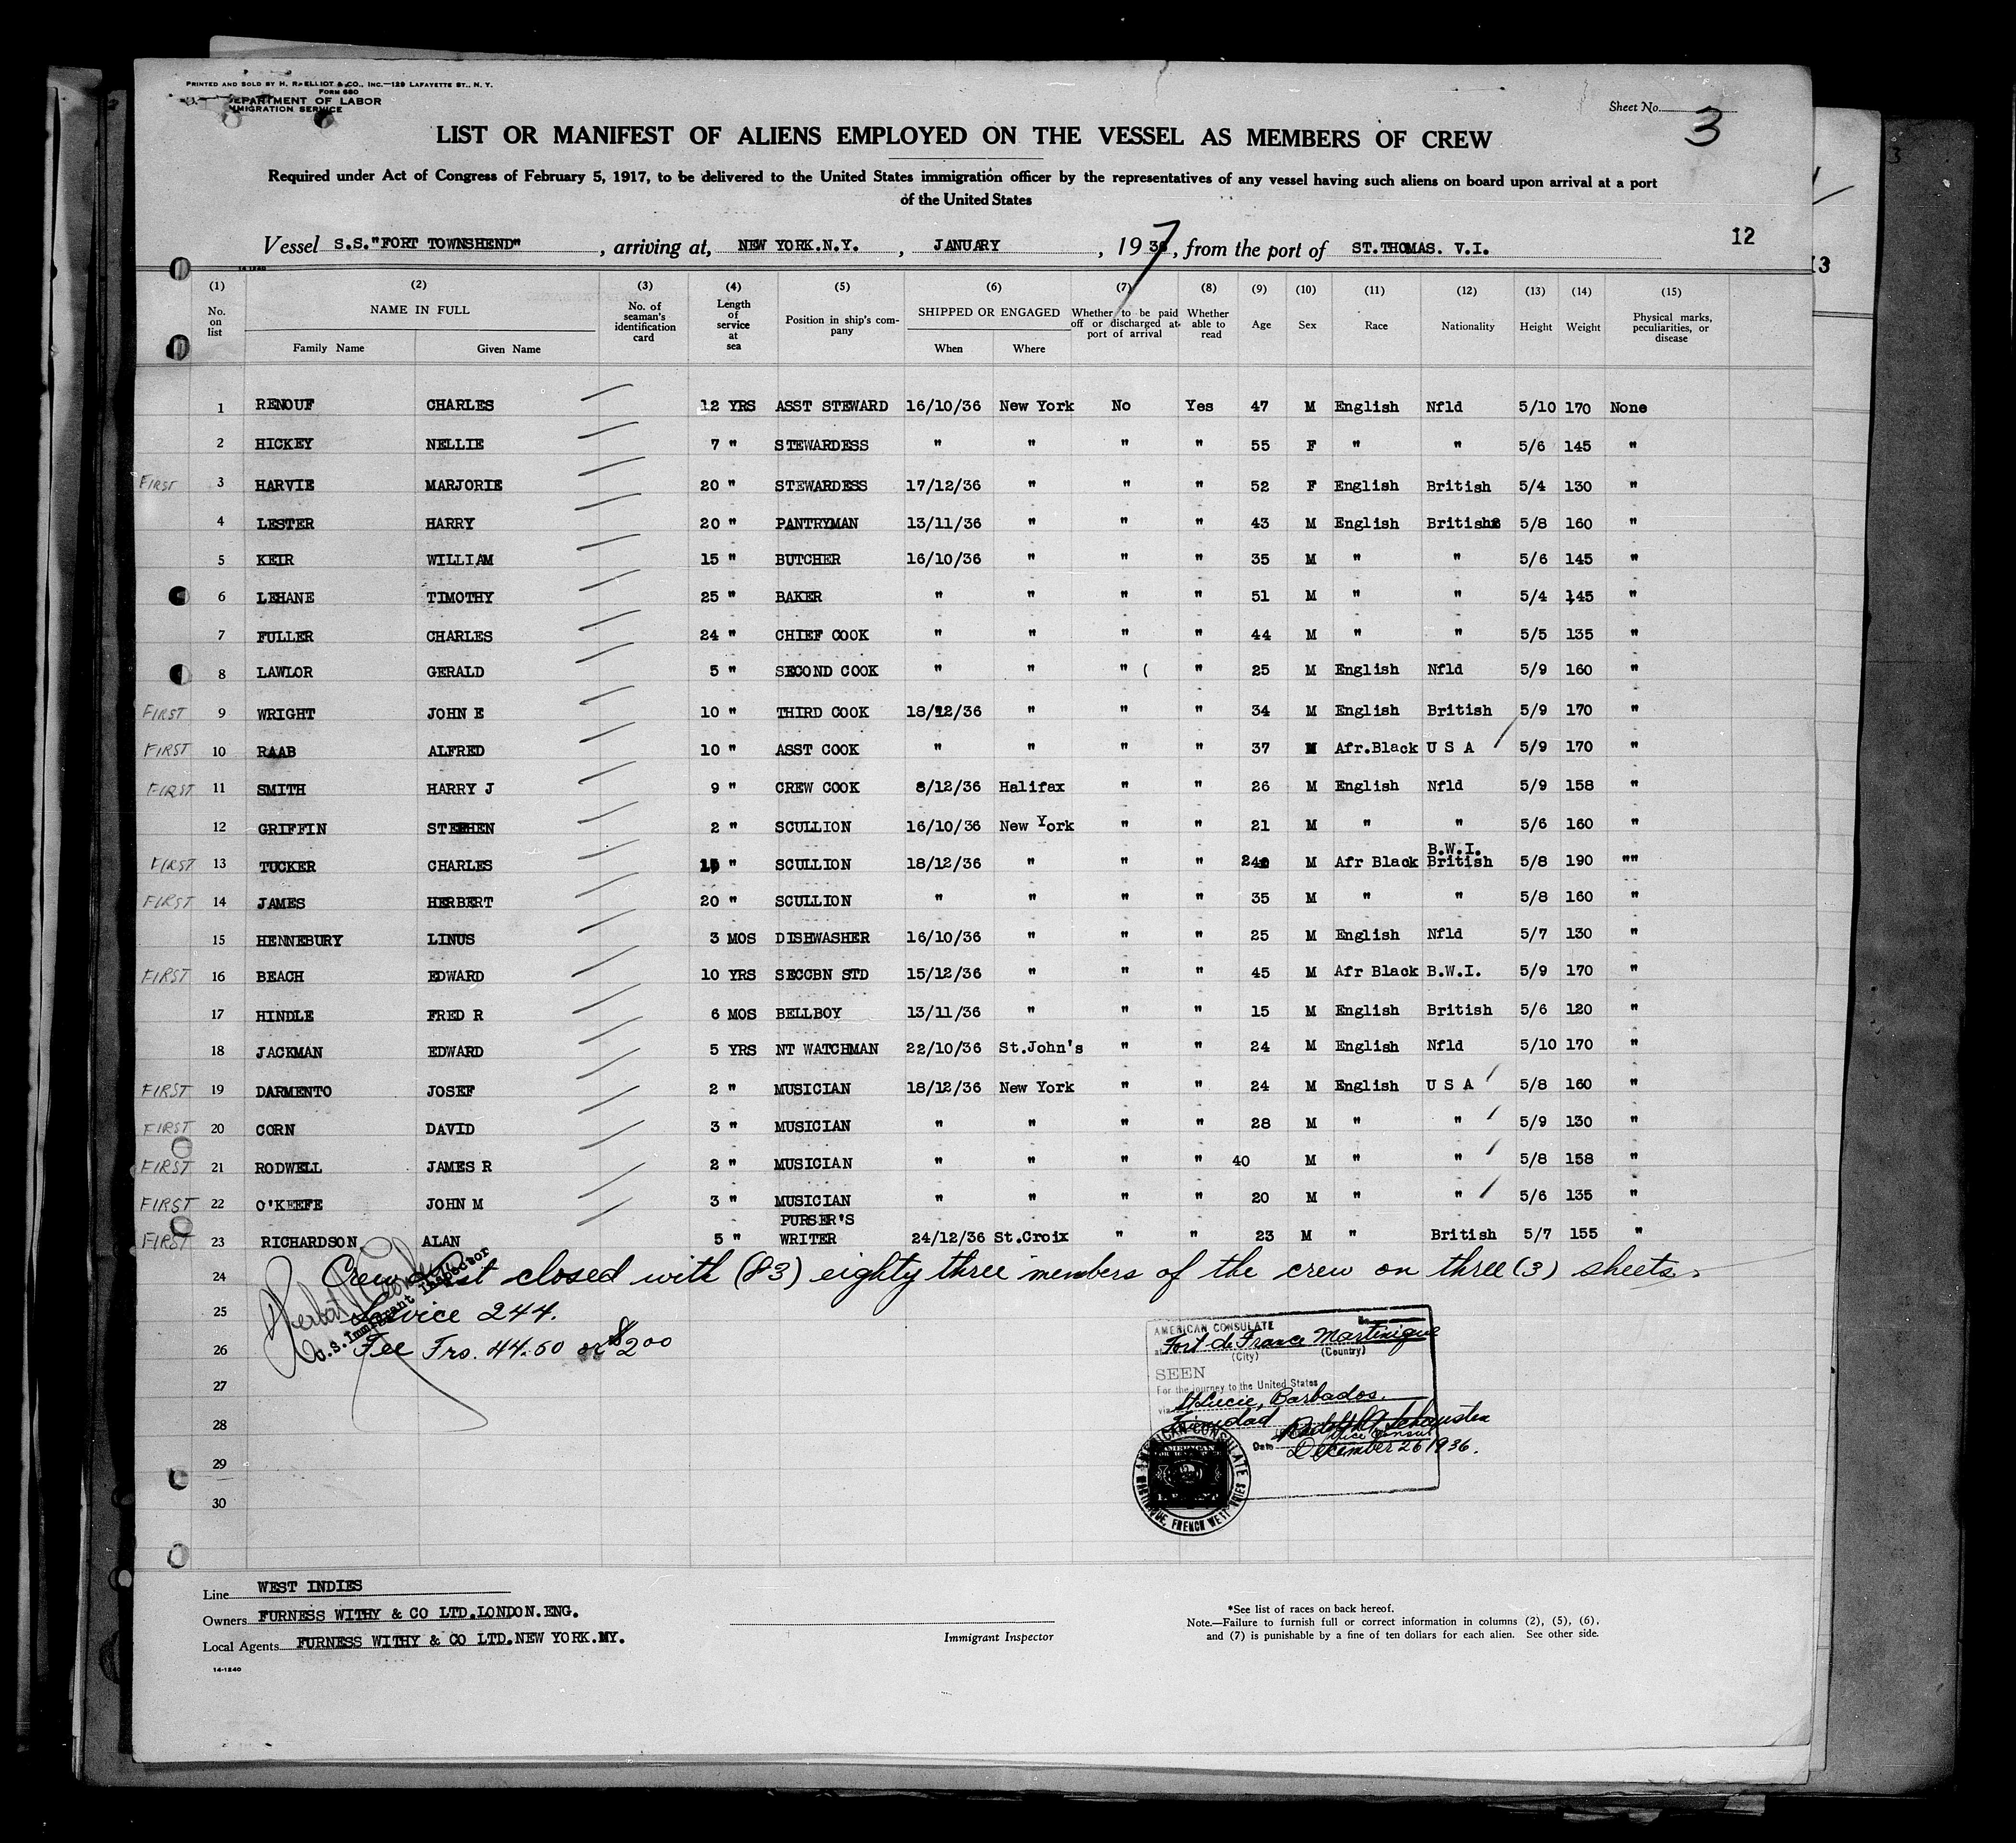 PRINTED AND SOLD BY H. R. ELLIOT & CO., INC.—129 LAFAYETTE ST., N. Y.
FORM 680
DEPARTMENT OF LABOR
IMMIGRATION SERVICE
Sheet No. 3
LIST OR MANIFEST OF ALIENS EMPLOYED ON THE VESSEL AS MEMBERS OF CREW
Required under Act of Congress of February 5, 1917, to be delivered to the United States immigration officer by the representatives of any vessel having such aliens on board upon arrival at a port
of the United States
12
Vessel S.S."FORT TOWNSHEND", arriving at, NEW YORK.N.Y., JANUARY, 1937, from the port of ST.THOMAS. V.I.
13
14-1240
(1) (2) (3) (4) (5) (6) (7) (8) (9) (10) (11) (12) (13) (14) (15)
No. on list NAME IN FULL Family Name Given Name No. of seaman's identification card Length of service at sea Position in ship's company SHIPPED OR ENGAGED When Where Whether to be paid off or discharged at port of arrival Whether able to read Age Sex Race Nationality Height Weight Physical marks, peculiarities, or disease
1 RENOUF CHARLES 12 YRS ASST STEWARD 16/10/36 New York No Yes 47 M English Nfld 5/10 170 None
2 HICKEY NELLIE 7 " STEWARDESS " " " " 55 F " " 5/6 145 "
FIRST 3 HARVIE MARJORIE 20 " STEWARDESS 17/12/36 " " " 52 F English British 5/4 130 "
4 LESTER HARRY 20 " PANTRYMAN 13/11/36 " " " 43 M English British 5/8 160 "
5 KEIR WILLIAM 15 " BUTCHER 16/10/36 " " " 35 M " " 5/6 145 "
6 LEHANE TIMOTHY 25 " BAKER " " " " 51 M " " 5/4 145 "
7 FULLER CHARLES 24 " CHIEF COOK " " " " 44 M " " 5/5 135 "
8 LAWLOR GERALD 5 " SECOND COOK " " " " 25 M English Nfld 5/9 160 "
FIRST 9 WRIGHT JOHN E 10 " THIRD COOK 18/12/36 " " " 34 M English British 5/9 170 "
FIRST 10 RAAB ALFRED 10 " ASST COOK " " " " 37 M Afr.Black U S A 5/9 170 "
FIRST 11 SMITH HARRY J 9 " CREW COOK 8/12/36 Halifax " " 26 M English Nfld 5/9 158 "
12 GRIFFIN STEPHEN 2 " SCULLION 16/10/36 New York " " 21 M " " 5/6 160 "
FIRST 13 TUCKER CHARLES 15 " SCULLION 18/12/36 " " " 24 M Afr Black B.W.I. British 5/8 190 ""
FIRST 14 JAMES HERBERT 20 " SCULLION " " " " 35 M " " 5/8 160 "
15 HENNEBURY LINUS 3 MOS DISHWASHER 16/10/36 " " " 25 M English Nfld 5/7 130 "
FIRST 16 BEACH EDWARD 10 YRS SECCBN STD 15/12/36 " " " 45 M Afr Black B.W.I. 5/9 170 "
17 HINDLE FRED R 6 MOS BELLBOY 13/11/36 " " " 15 M English British 5/6 120 "
18 JACKMAN EDWARD 5 YRS NT WATCHMAN 22/10/36 St.John's " " 24 M English Nfld 5/10 170 "
FIRST 19 DARMENTO JOSEF 2 " MUSICIAN 18/12/36 New York " " 24 M English U S A 5/8 160 "
FIRST 20 CORN DAVID 3 " MUSICIAN " " " " 28 M " " 5/9 130 "
FIRST 21 RODWELL JAMES R 2 " MUSICIAN " " " " 40 M " " 5/8 158 "
FIRST 22 O'KEEFE JOHN M 3 " MUSICIAN " " " " 20 M " " 5/6 135 "
FIRST 23 RICHARDSON ALAN 5 " PURSER'S WRITER 24/12/36 St.Croix " " 23 M " British 5/7 155 "
24 Crew list closed with (83) eighty three members of the crew on three (3) sheets.
25 Service 244.
26 Fee Frs. 44.60 or $2.00
U.S. Immigrant Inspector
27
28
29
30
AMERICAN CONSULATE
at Fort de France Martinique
(City) (Country)
SEEN
For the journey to the United States
via St Lucie, Barbados.
Trinidad
Vice Consul
Date December 26 1936.
AMERICAN CONSULATE
MARTINIQUE, FRENCH WEST INDIES
Line WEST INDIES
Owners FURNESS WITHY & CO LTD.LONDON.ENG.
Local Agents FURNESS WITHY & CO LTD.NEW YORK.NY.
14-1240
Immigrant Inspector
*See list of races on back hereof.
Note.—Failure to furnish full or correct information in columns (2), (5), (6),
and (7) is punishable by a fine of ten dollars for each alien. See other side.